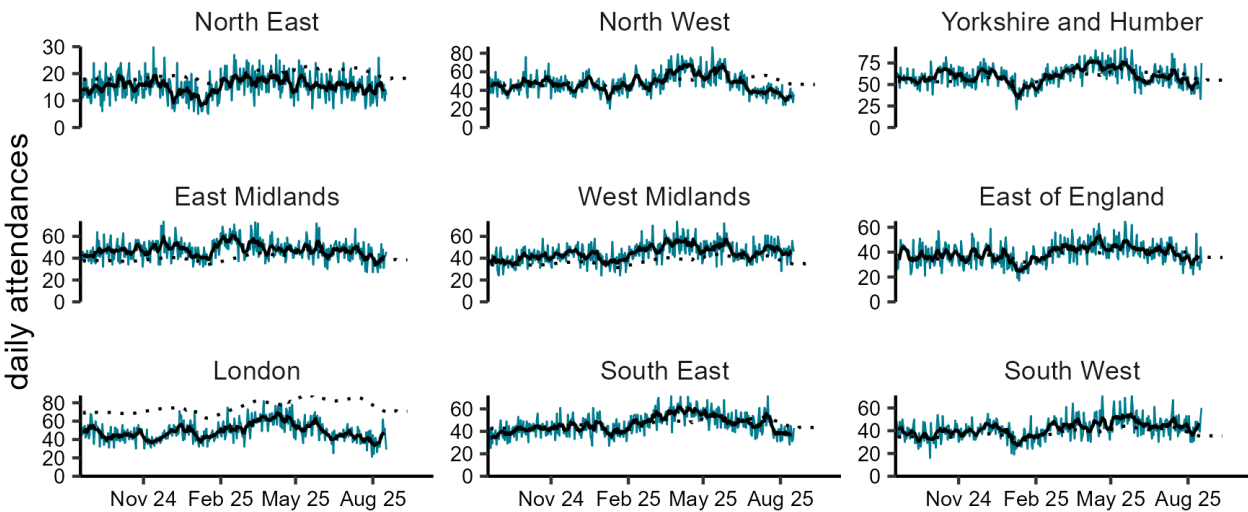 daily attendances
North East
North West
Yorkshire and Humber
30
20
10
0
80
60
40
20
0
75
50
25
0
East Midlands
West Midlands
East of England
60
40
20
0
60
40
20
0
60
40
20
0
London
South East
South West
80
60
40
20
0
60
40
20
0
60
40
20
0
Nov 24 Feb 25 May 25 Aug 25
Nov 24 Feb 25 May 25 Aug 25
Nov 24 Feb 25 May 25 Aug 25